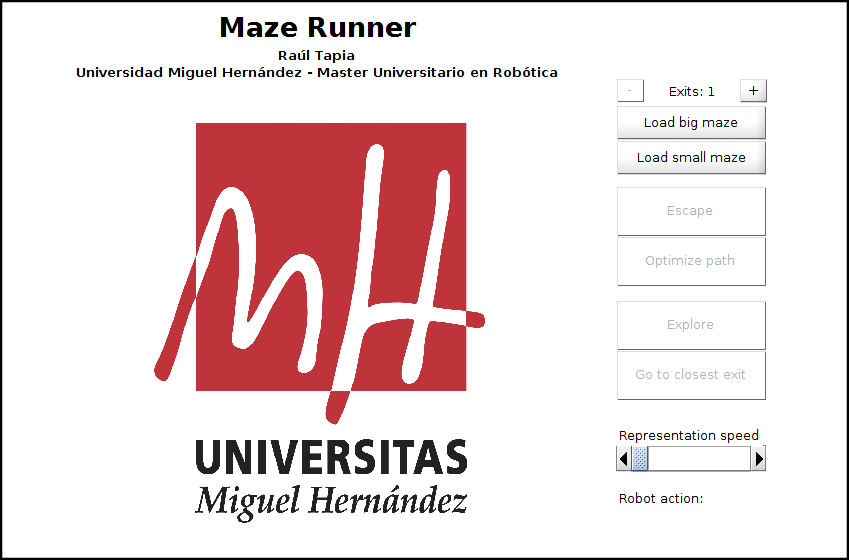 Maze Runner
Raúl Tapia
Universidad Miguel Hernández - Master Universitario en Robótica
- Exits: 1 +
Load big maze
Load small maze
Escape
Optimize path
Explore
Go to closest exit
Representation speed
Robot action:
MH
UNIVERSITAS
Miguel Hernández